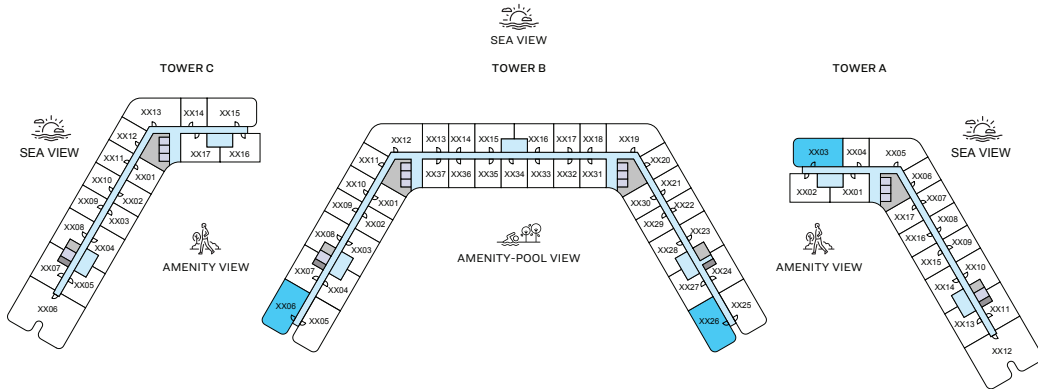 SEA VIEW
TOWER C
TOWER B
TOWER A
SEA VIEW
SEA VIEW
AMENITY VIEW
AMENITY-POOL VIEW
AMENITY VIEW
XX13
XX14
XX15
XX12
XX17
XX16
XX11
XX01
XX10
XX02
XX09
XX03
XX08
XX04
XX07
XX05
XX06
XX12
XX13
XX14
XX15
XX16
XX17
XX18
XX19
XX11
XX37
XX36
XX35
XX34
XX33
XX32
XX31
XX20
XX10
XX01
XX30
XX21
XX09
XX02
XX29
XX22
XX08
XX03
XX28
XX23
XX07
XX04
XX27
XX24
XX06
XX05
XX26
XX25
XX03
XX04
XX05
XX02
XX01
XX06
XX17
XX07
XX16
XX08
XX15
XX09
XX14
XX10
XX13
XX11
XX12